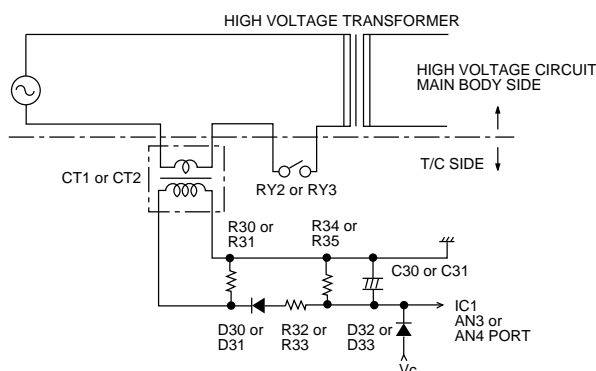 HIGH VOLTAGE TRANSFORMER
HIGH VOLTAGE CIRCUIT
MAIN BODY SIDE
T/C SIDE
CT1 or CT2
RY2 or RY3
R30 or
R31
R34 or
R35
C30 or C31
IC1
AN3 or
AN4 PORT
D30 or
D31
R32 or
R33
D32 or
D33
Vc